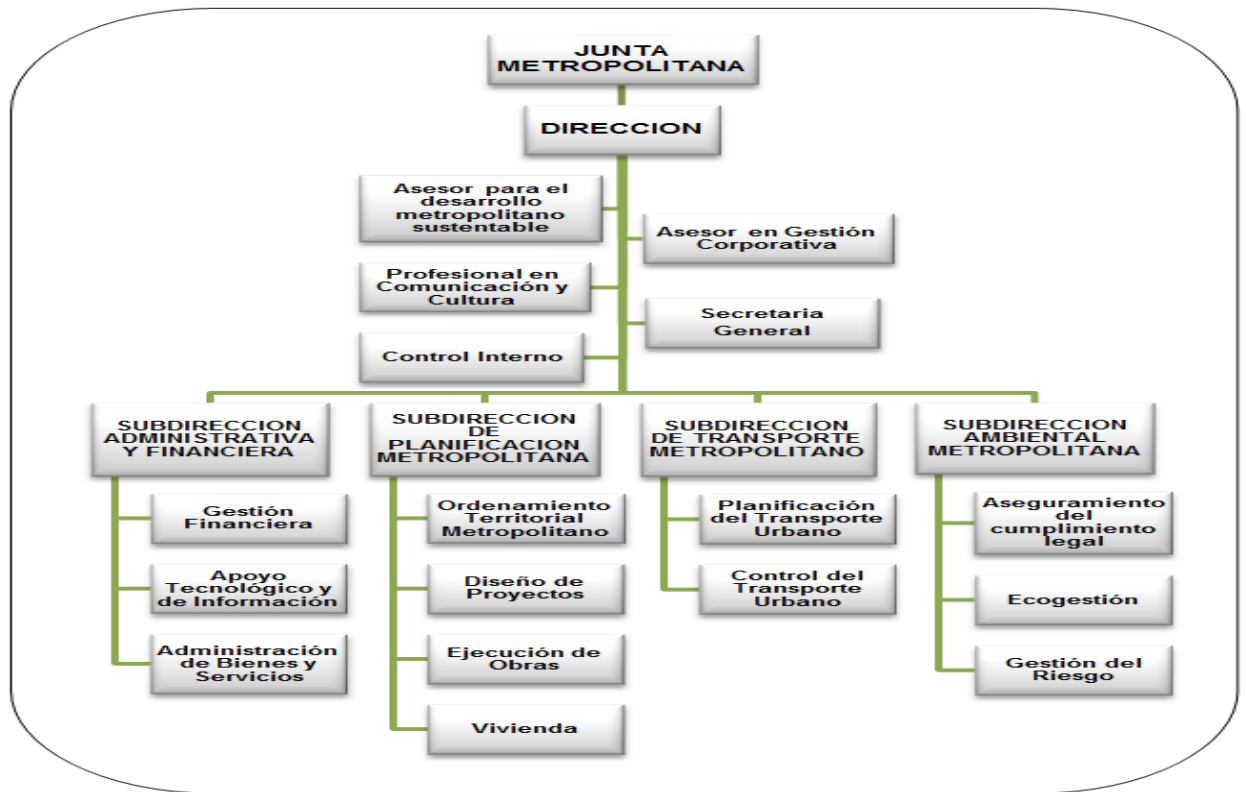 JUNTA
METROPOLITANA
DIRECCION
Asesor para el
desarrollo
metropolitano
sustentable
Asesor en Gestión
Corporativa
Profesional en
Comunicación y
Cultura
Secretaria
General
Control Interno
SUBDIRECCION
ADMINISTRATIVA
Y FINANCIERA
Gestión
Financiera
Apoyo
Tecnológico y
de Información
Administración
de Bienes y
Servicios
SUBDIRECCION
DE
PLANIFICACION
METROPOLITANA
Ordenamiento
Territorial
Metropolitano
Diseño de
Proyectos
Ejecución de
Obras
Vivienda
SUBDIRECCION
DE TRANSPORTE
METROPOLITANO
Planificación
del Transporte
Urbano
Control del
Transporte
Urbano
SUBDIRECCION
AMBIENTAL
METROPOLITANA
Aseguramiento
del
cumplimiento
legal
Ecogestión
Gestión del
Riesgo